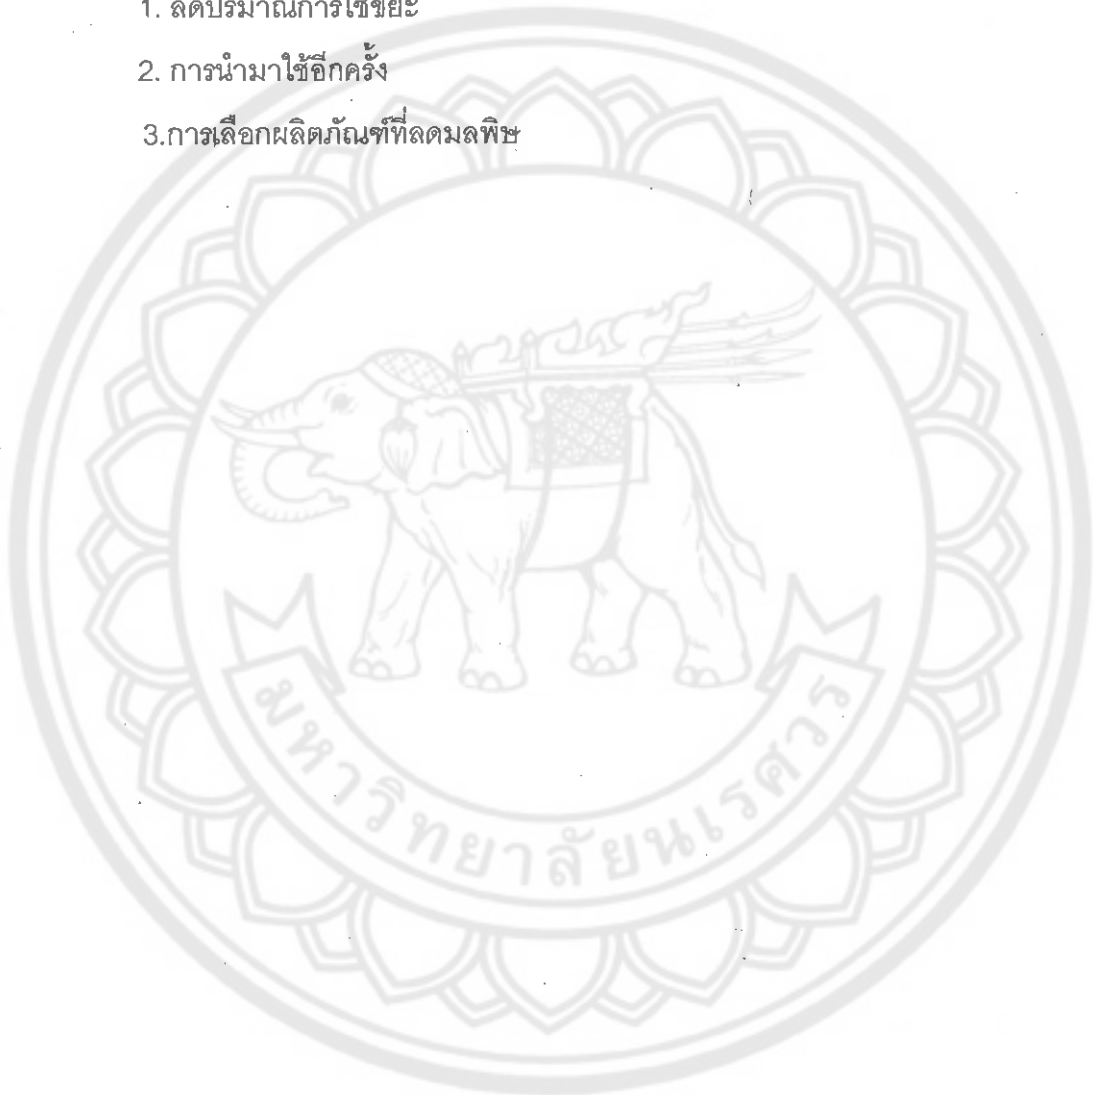 1. ลดปริมาณการใช้ขยะ
2. การนำมาใช้อีกครั้ง
3.การเลือกผลิตภัณฑ์ที่ลดมลพิษ
มหาวิทยาลัยนเรศวร